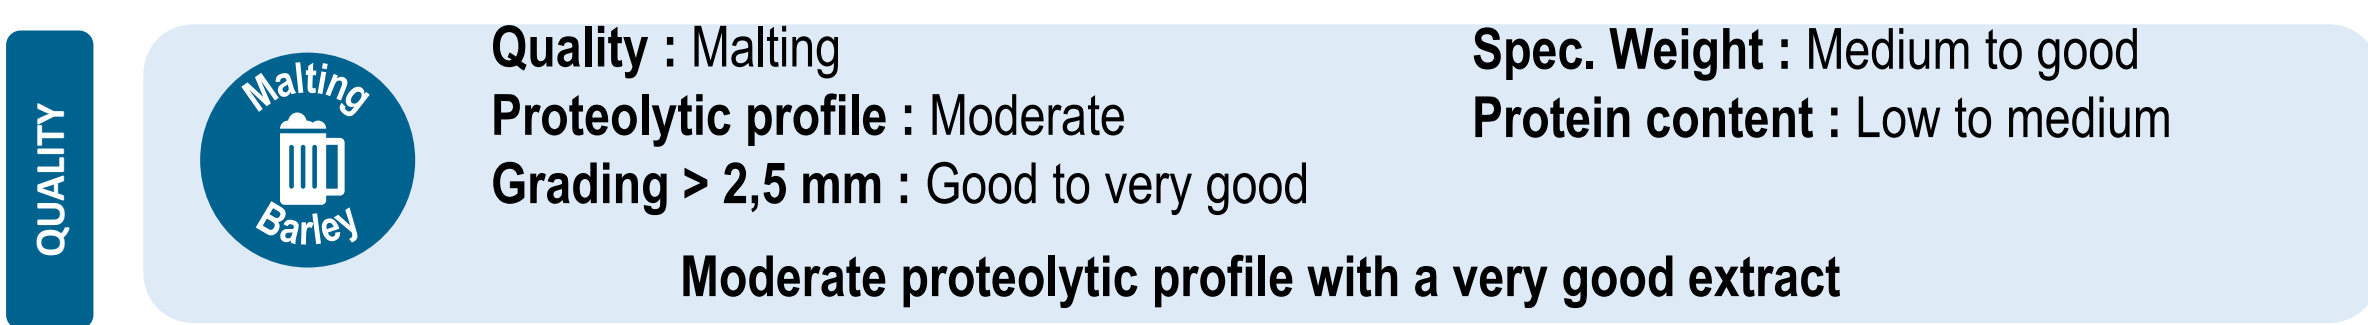 QUALITY
Malting
Barley
Quality : Malting
Proteolytic profile : Moderate
Grading > 2,5 mm : Good to very good
Spec. Weight : Medium to good
Protein content : Low to medium
Moderate proteolytic profile with a very good extract